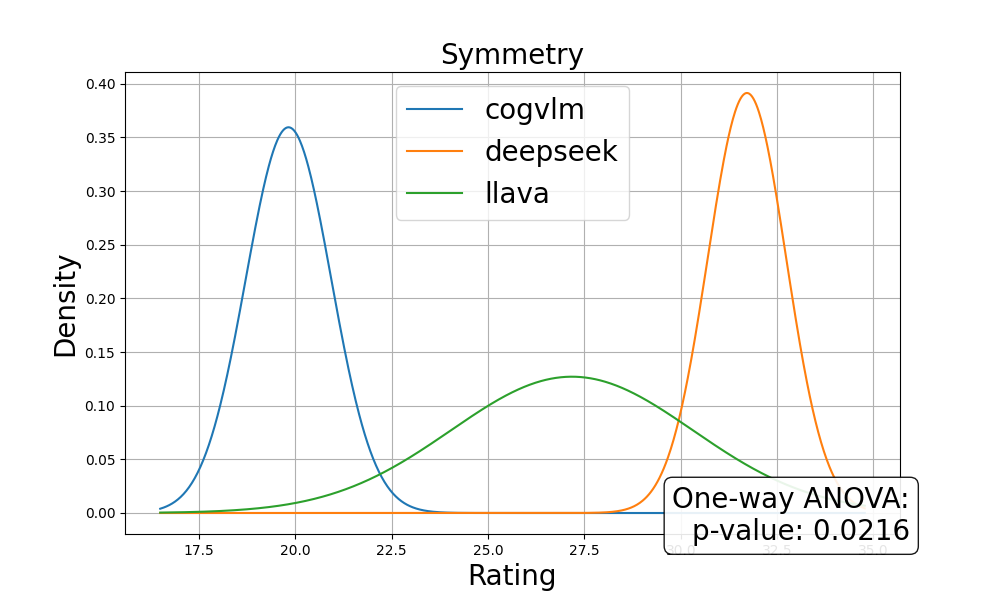 Symmetry
cogvlm
deepseek
llava
Density
0.40
0.35
0.30
0.25
0.20
0.15
0.10
0.05
0.00
One-way ANOVA:
p-value: 0.0216
17.5 20.0 22.5 25.0 27.5 30.0 32.5 35.0
Rating